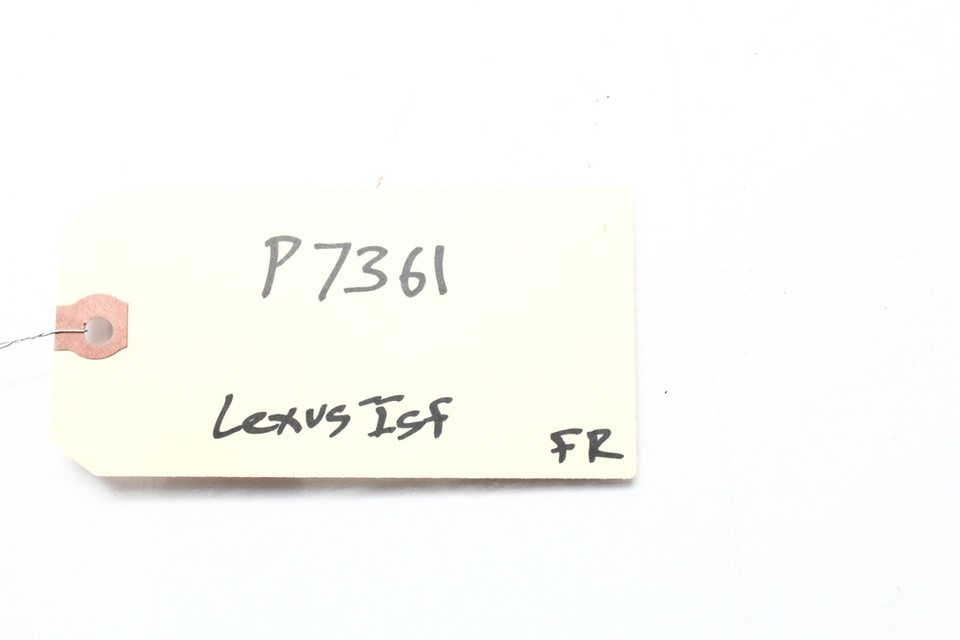 P7361
Lexus Isf
FR